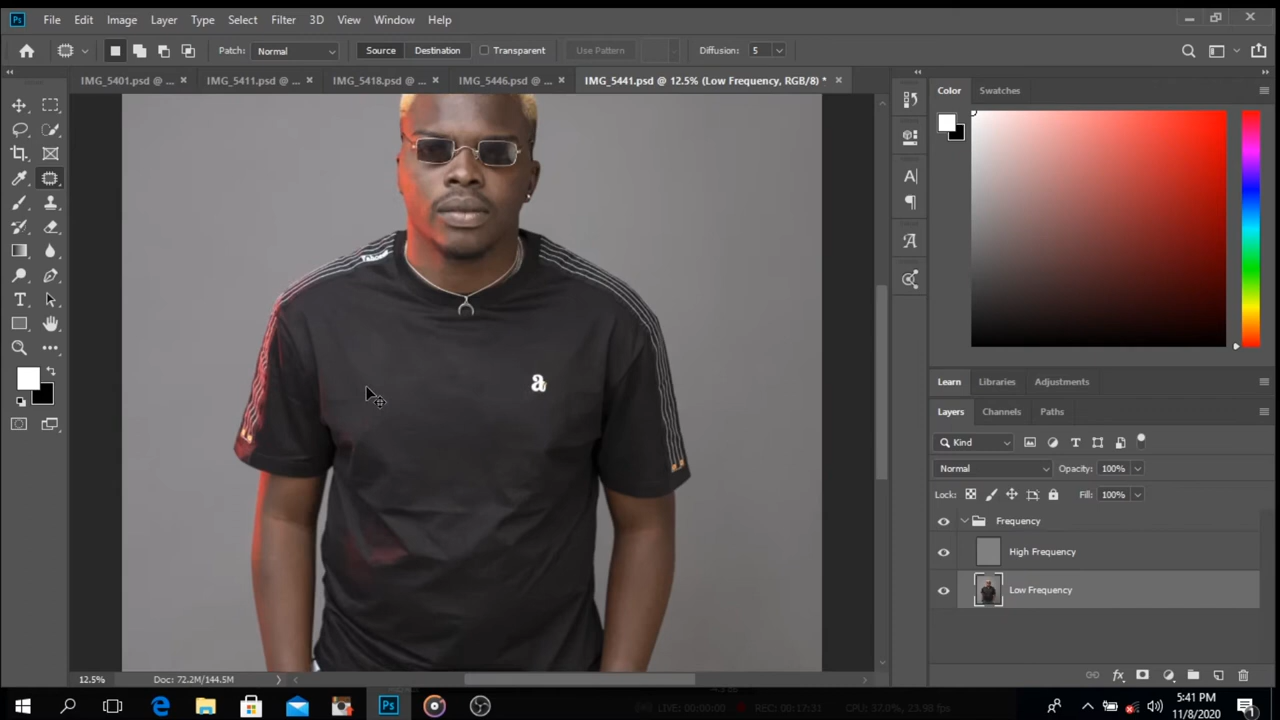 Ps File Edit Image Layer Type Select Filter 3D View Window Help
Patch: Normal Source Destination Transparent Use Pattern Diffusion: 5
IMG_5401.psd @ ... × IMG_5411.psd @ ... × IMG_5418.psd @ ... × IMG_5446.psd @ ... × IMG_5441.psd @ 12.5% (Low Frequency, RGB/8) * ×
Color Swatches
a
Learn Libraries Adjustments
Layers Channels Paths
Kind
Normal Opacity: 100%
Lock: Fill: 100%
Frequency
High Frequency
Low Frequency
12.5% Doc: 72.2M/144.5M
Ps LIVE: 00:00:00 REC: 00:17:31 CPU: 37.0%, 23.98 fps
5:41 PM
11/8/2020
1